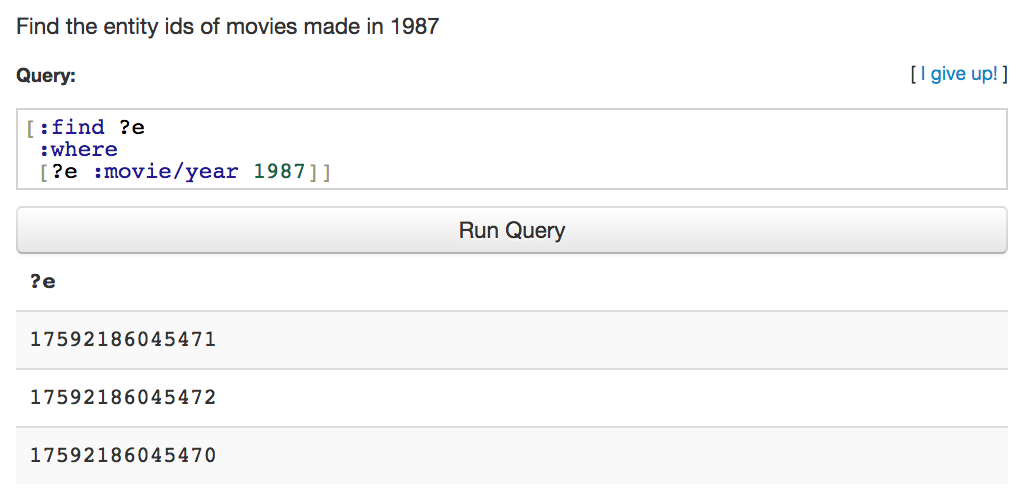 Find the entity ids of movies made in 1987
Query:
[ I give up! ]
[:find ?e
:where
[?e :movie/year 1987]]
Run Query
?e
17592186045471
17592186045472
17592186045470